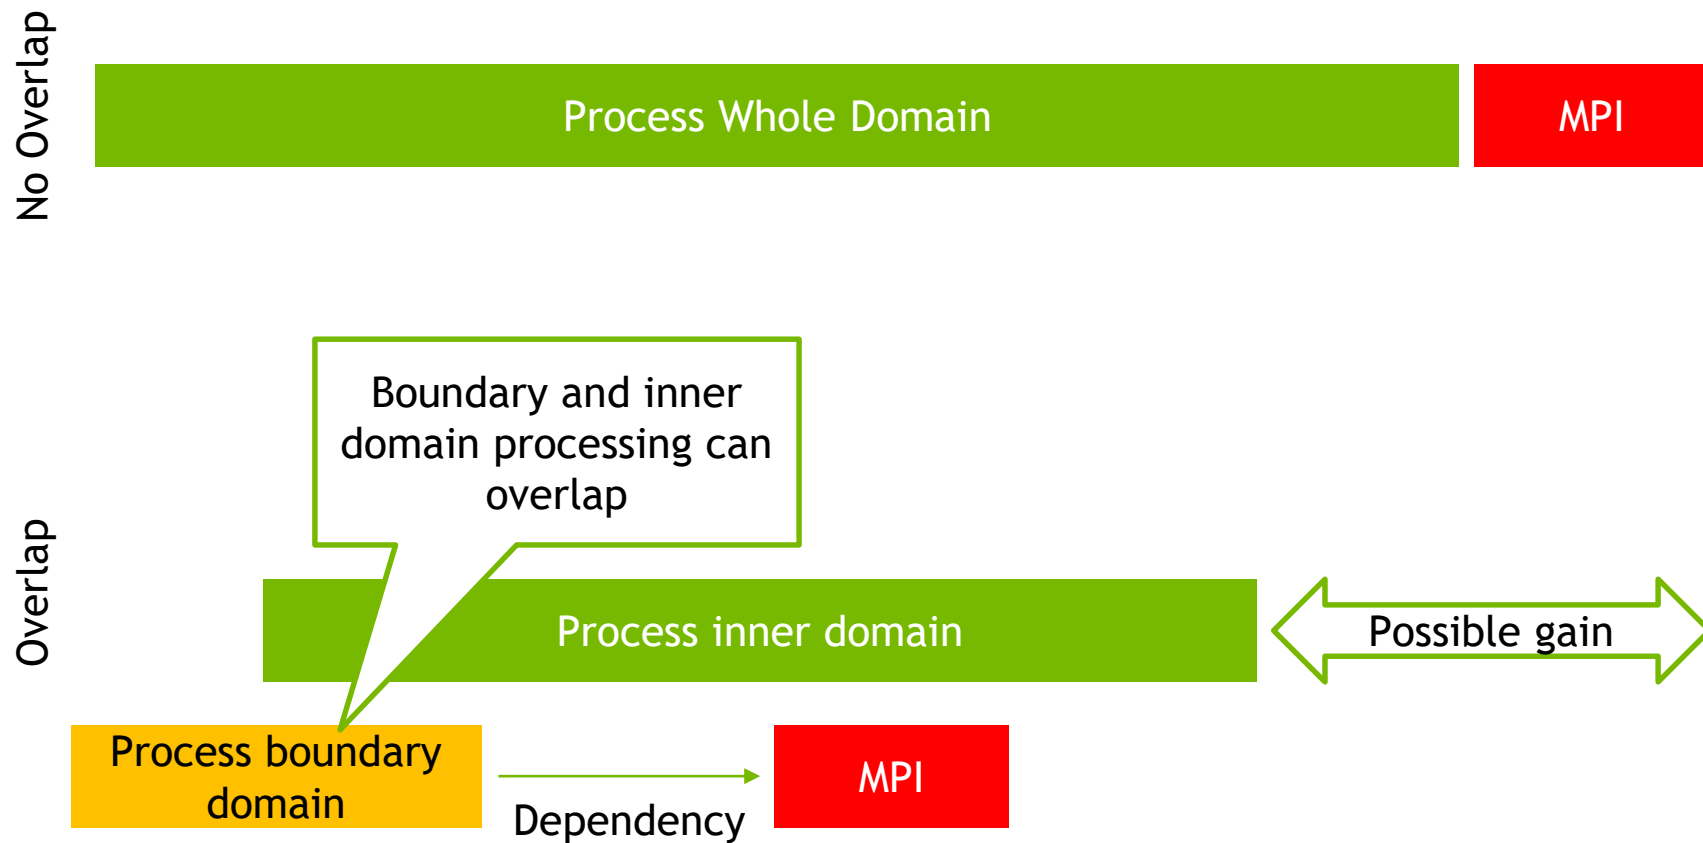 No Overlap
Process Whole Domain
MPI
Boundary and inner
domain processing can
overlap
Overlap
Process inner domain
Possible gain
Process boundary
domain
Dependency
MPI